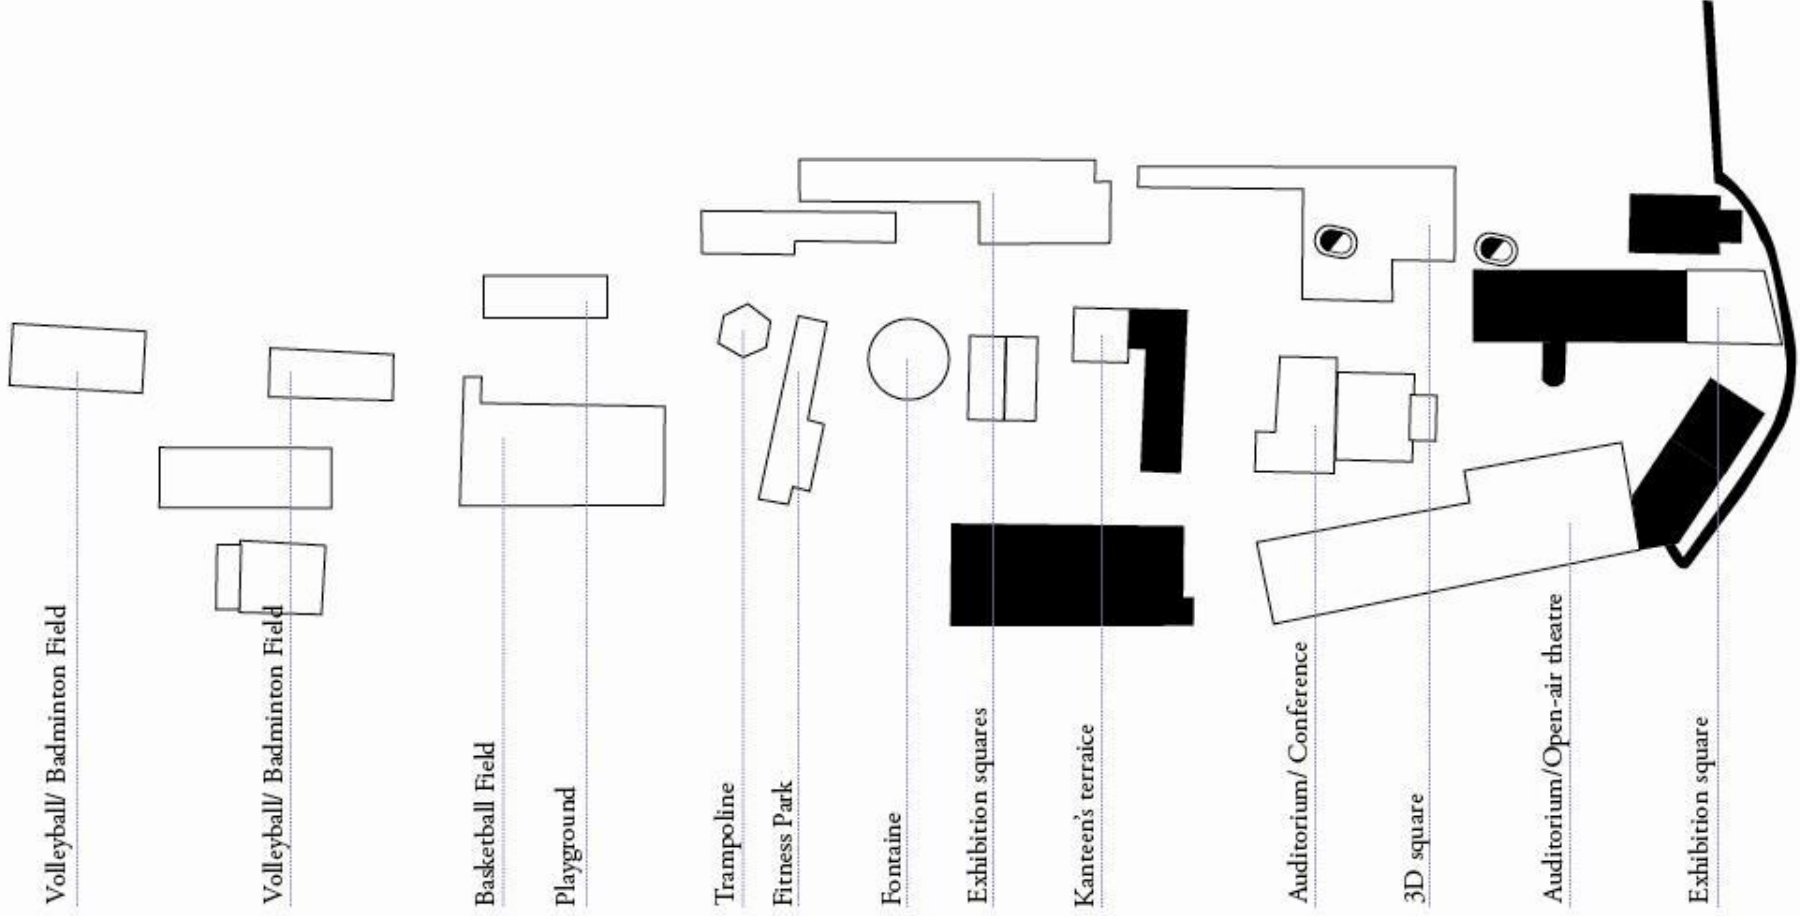 Volleyball/ Badminton Field
Volleyball/ Badminton Field
Basketball Field
Playground
Trampoline
Fitness Park
Fontaine
Exhibition squares
Kanteen's terraice
Auditorium/ Conference
3D square
Auditorium/Open-air theatre
Exhibition square